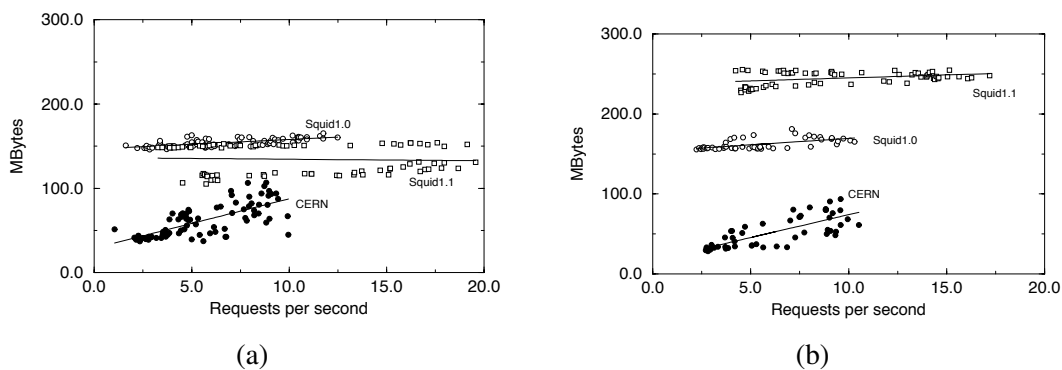 300.0
200.0
100.0
0.0
MBytes
Squid1.0
Squid1.1
CERN
0.0 5.0 10.0 15.0 20.0
Requests per second
(a)
300.0
200.0
100.0
0.0
MBytes
Squid1.1
Squid1.0
CERN
0.0 5.0 10.0 15.0 20.0
Requests per second
(b)